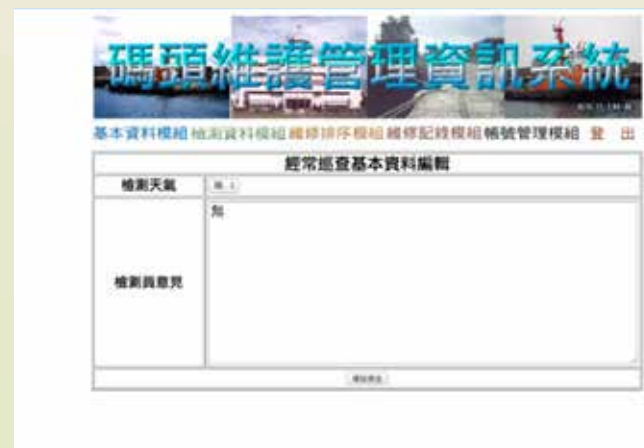 碼頭維護管理資訊系統
基本資料模組 檢測資料模組 維修排序模組 維修記錄模組 帳號管理模組 登 出
經常巡查基本資料編輯
檢測天氣
無
檢測員意見